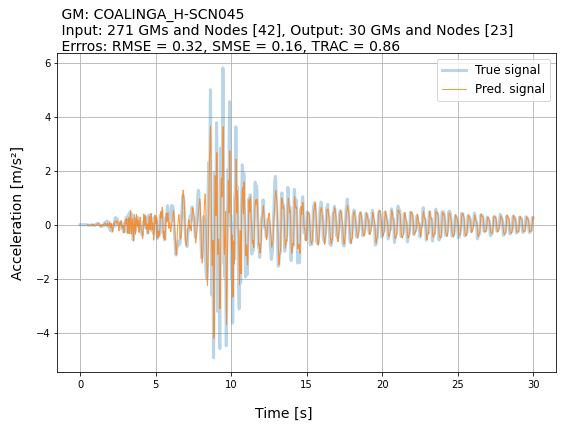 GM: COALINGA_H-SCN045
Input: 271 GMs and Nodes [42], Output: 30 GMs and Nodes [23]
Erros: RMSE = 0.32, SMSE = 0.16, TRAC = 0.86
True signal
Pred. signal
6
4
2
0
−2
−4
Acceleration [m/s²]
0 5 10 15 20 25 30
Time [s]